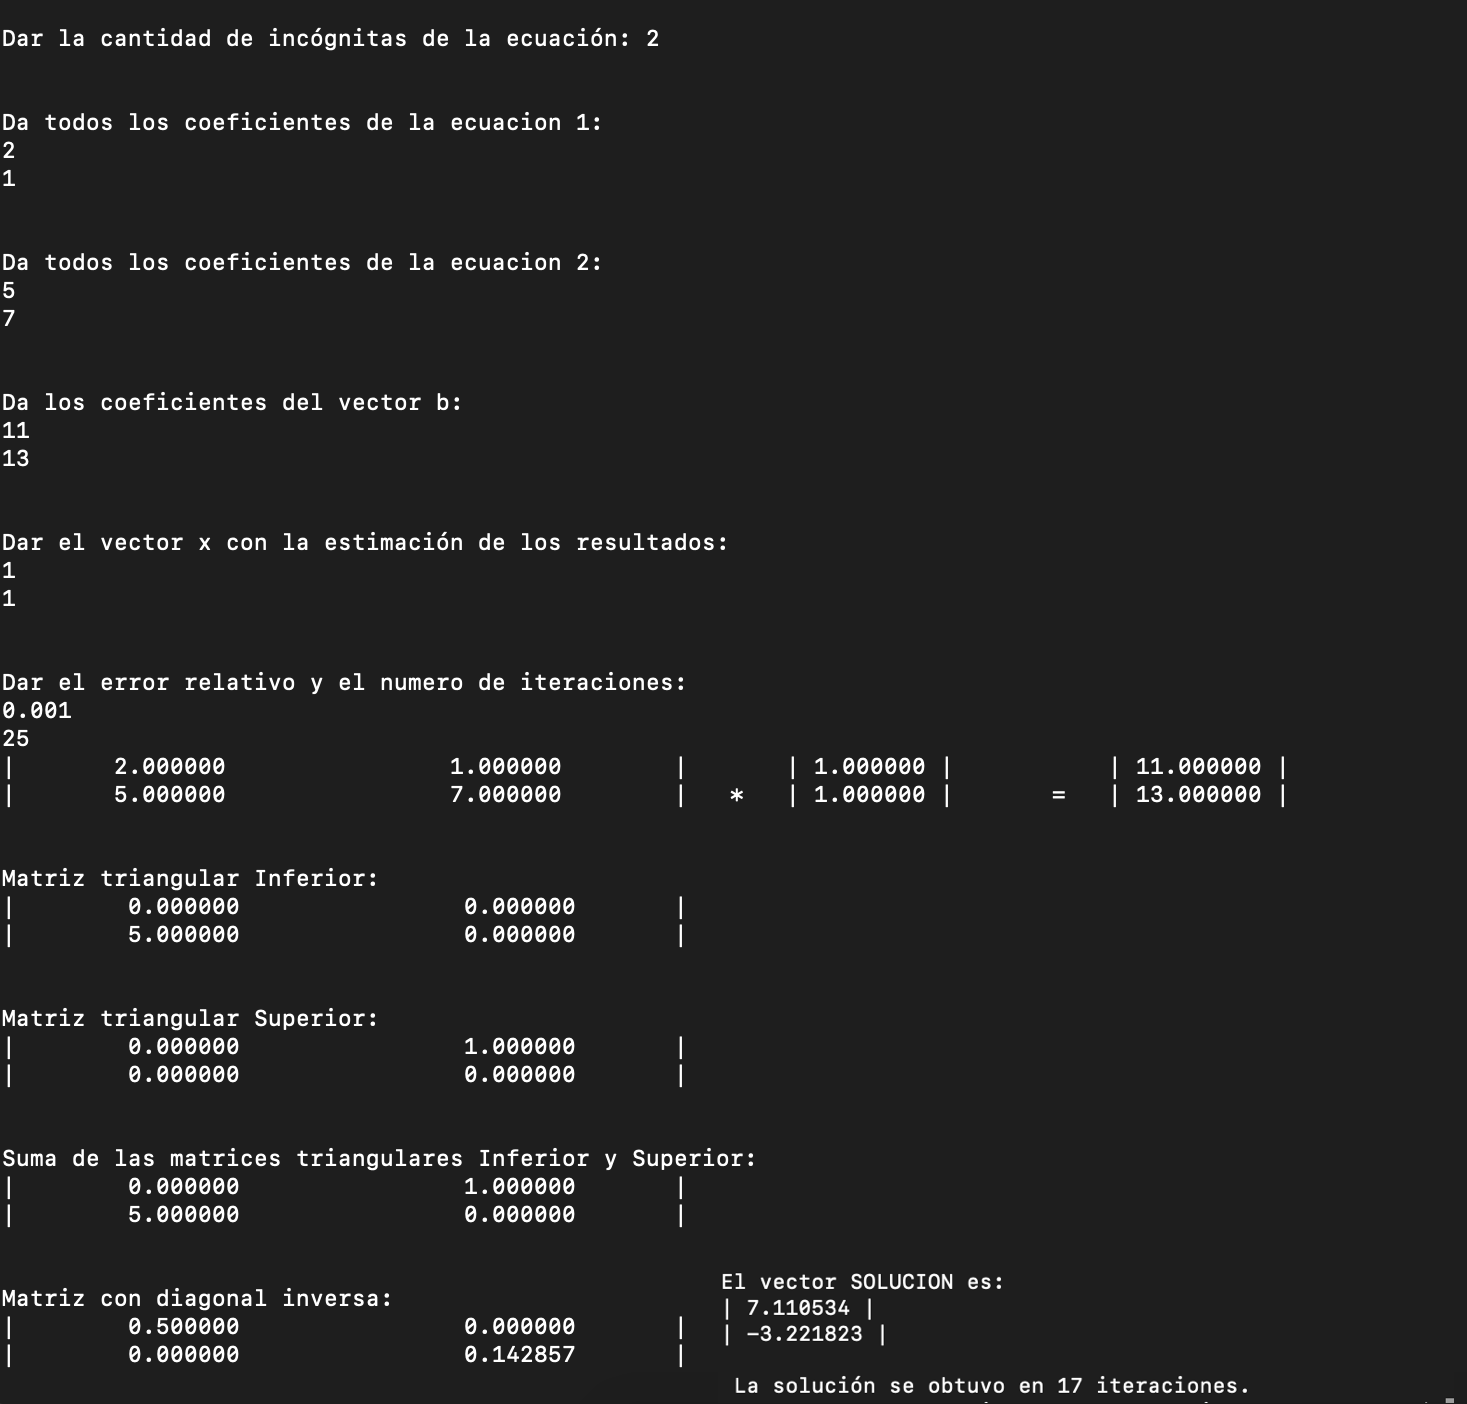 Dar la cantidad de incógnitas de la ecuación: 2
Da todos los coeficientes de la ecuacion 1:
2
1
Da todos los coeficientes de la ecuacion 2:
5
7
Da los coeficientes del vector b:
11
13
Dar el vector x con la estimación de los resultados:
1
1
Dar el error relativo y el numero de iteraciones:
0.001
25
| 2.000000 1.000000 | | 1.000000 | | 11.000000 |
| 5.000000 7.000000 | * | 1.000000 | = | 13.000000 |
Matriz triangular Inferior:
| 0.000000 0.000000 |
| 5.000000 0.000000 |
Matriz triangular Superior:
| 0.000000 1.000000 |
| 0.000000 0.000000 |
Suma de las matrices triangulares Inferior y Superior:
| 0.000000 1.000000 |
| 5.000000 0.000000 |
Matriz con diagonal inversa:
| 0.500000 0.000000 |
| 0.000000 0.142857 |
El vector SOLUCION es:
| 7.110534 |
| -3.221823 |
La solución se obtuvo en 17 iteraciones.